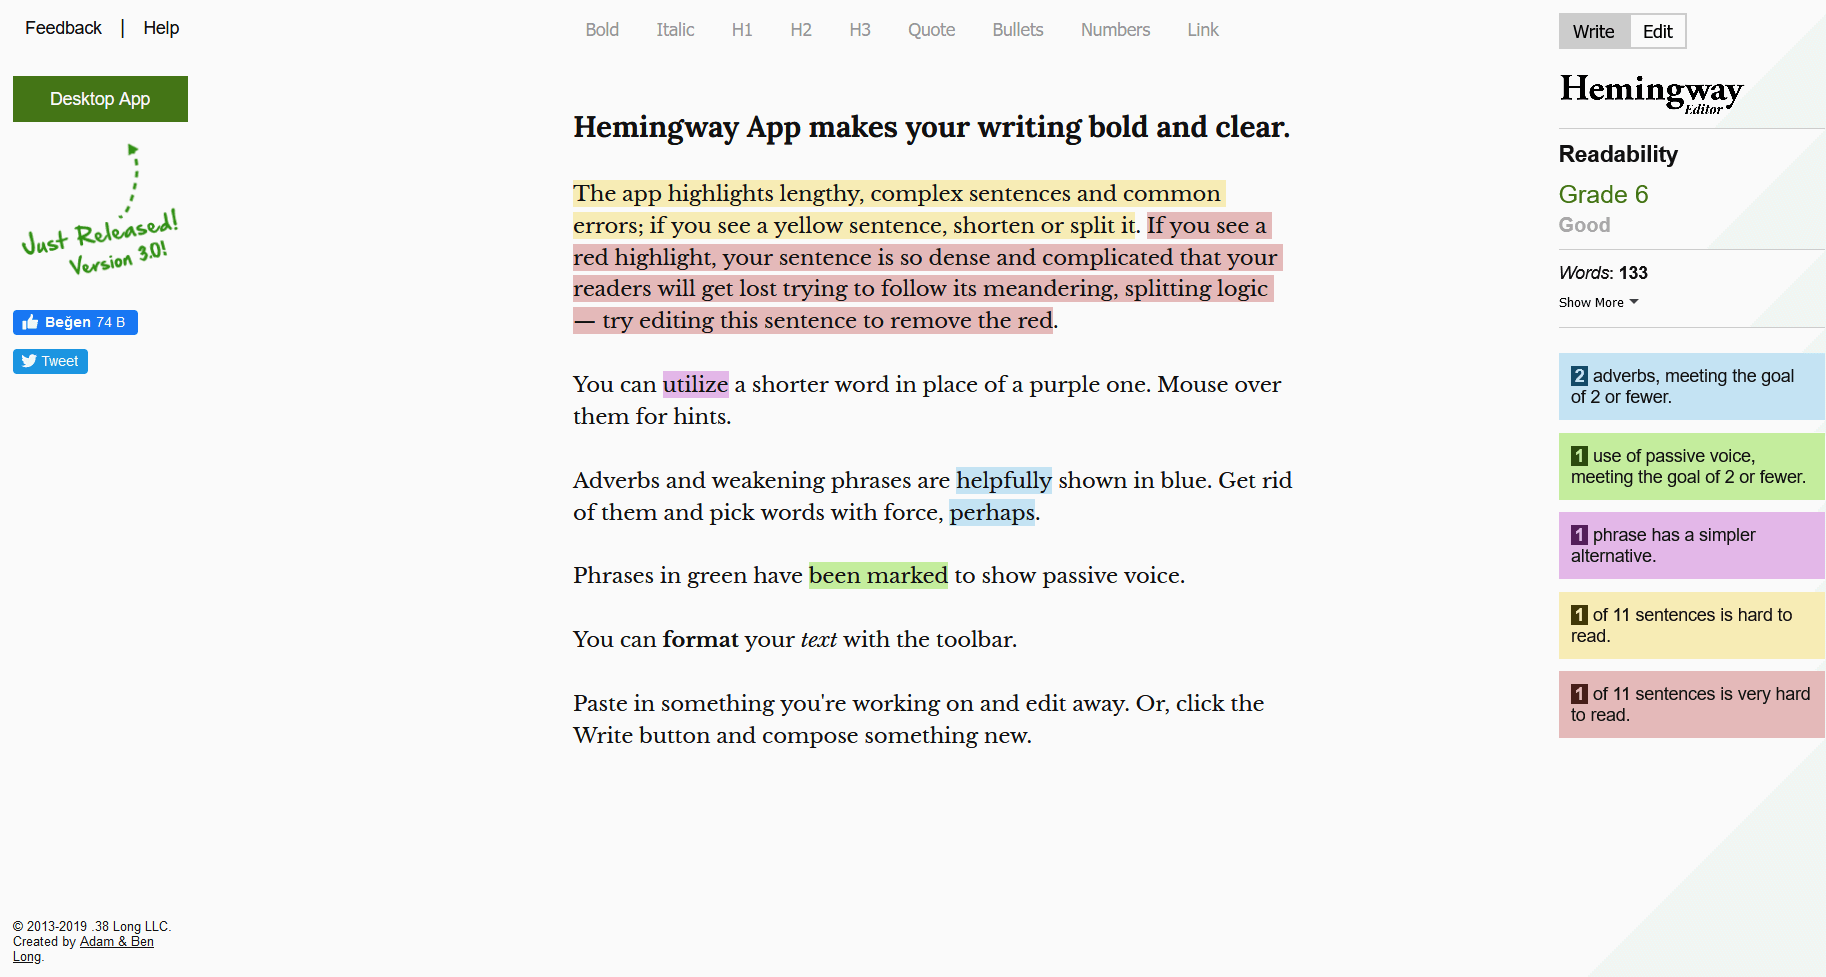 Feedback | Help
Bold Italic H1 H2 H3 Quote Bullets Numbers Link
Write Edit
Desktop App
Just Released!
Version 3.0!
Beğen 74 B
Tweet
Hemingway App makes your writing bold and clear.
The app highlights lengthy, complex sentences and common
errors; if you see a yellow sentence, shorten or split it. If you see a
red highlight, your sentence is so dense and complicated that your
readers will get lost trying to follow its meandering, splitting logic
— try editing this sentence to remove the red.
You can utilize a shorter word in place of a purple one. Mouse over
them for hints.
Adverbs and weakening phrases are helpfully shown in blue. Get rid
of them and pick words with force, perhaps.
Phrases in green have been marked to show passive voice.
You can format your text with the toolbar.
Paste in something you're working on and edit away. Or, click the
Write button and compose something new.
Hemingway
Editor
Readability
Grade 6
Good
Words: 133
Show More
2 adverbs, meeting the goal
of 2 or fewer.
1 use of passive voice,
meeting the goal of 2 or fewer.
1 phrase has a simpler
alternative.
1 of 11 sentences is hard to
read.
1 of 11 sentences is very hard
to read.
© 2013-2019 .38 Long LLC.
Created by Adam & Ben
Long.